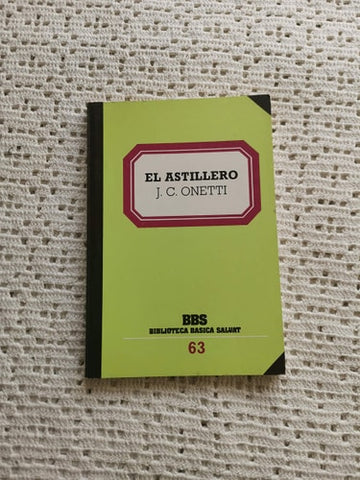 EL ASTILLERO
J. C. ONETTI
BBS
BIBLIOTECA BASICA SALVAT
63